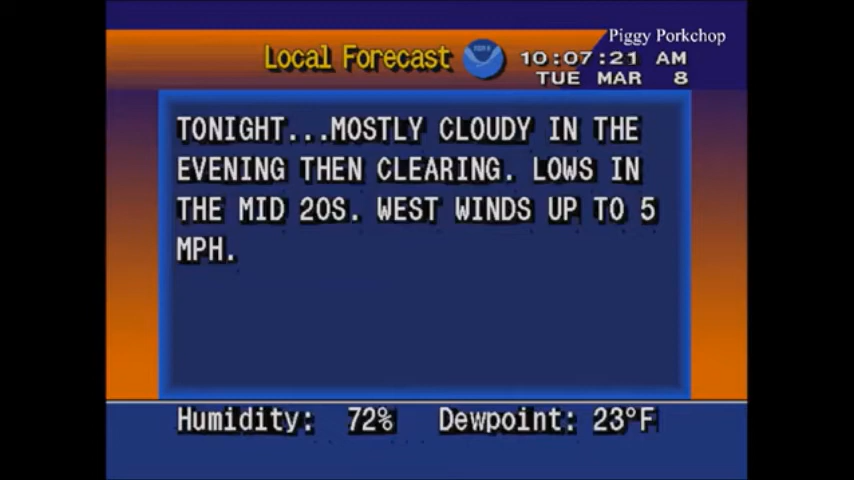 Piggy Porkchop
Local Forecast
10:07:21 AM
TUE MAR 8
TONIGHT...MOSTLY CLOUDY IN THE
EVENING THEN CLEARING. LOWS IN
THE MID 20S. WEST WINDS UP TO 5
MPH.
Humidity: 72% Dewpoint: 23°F